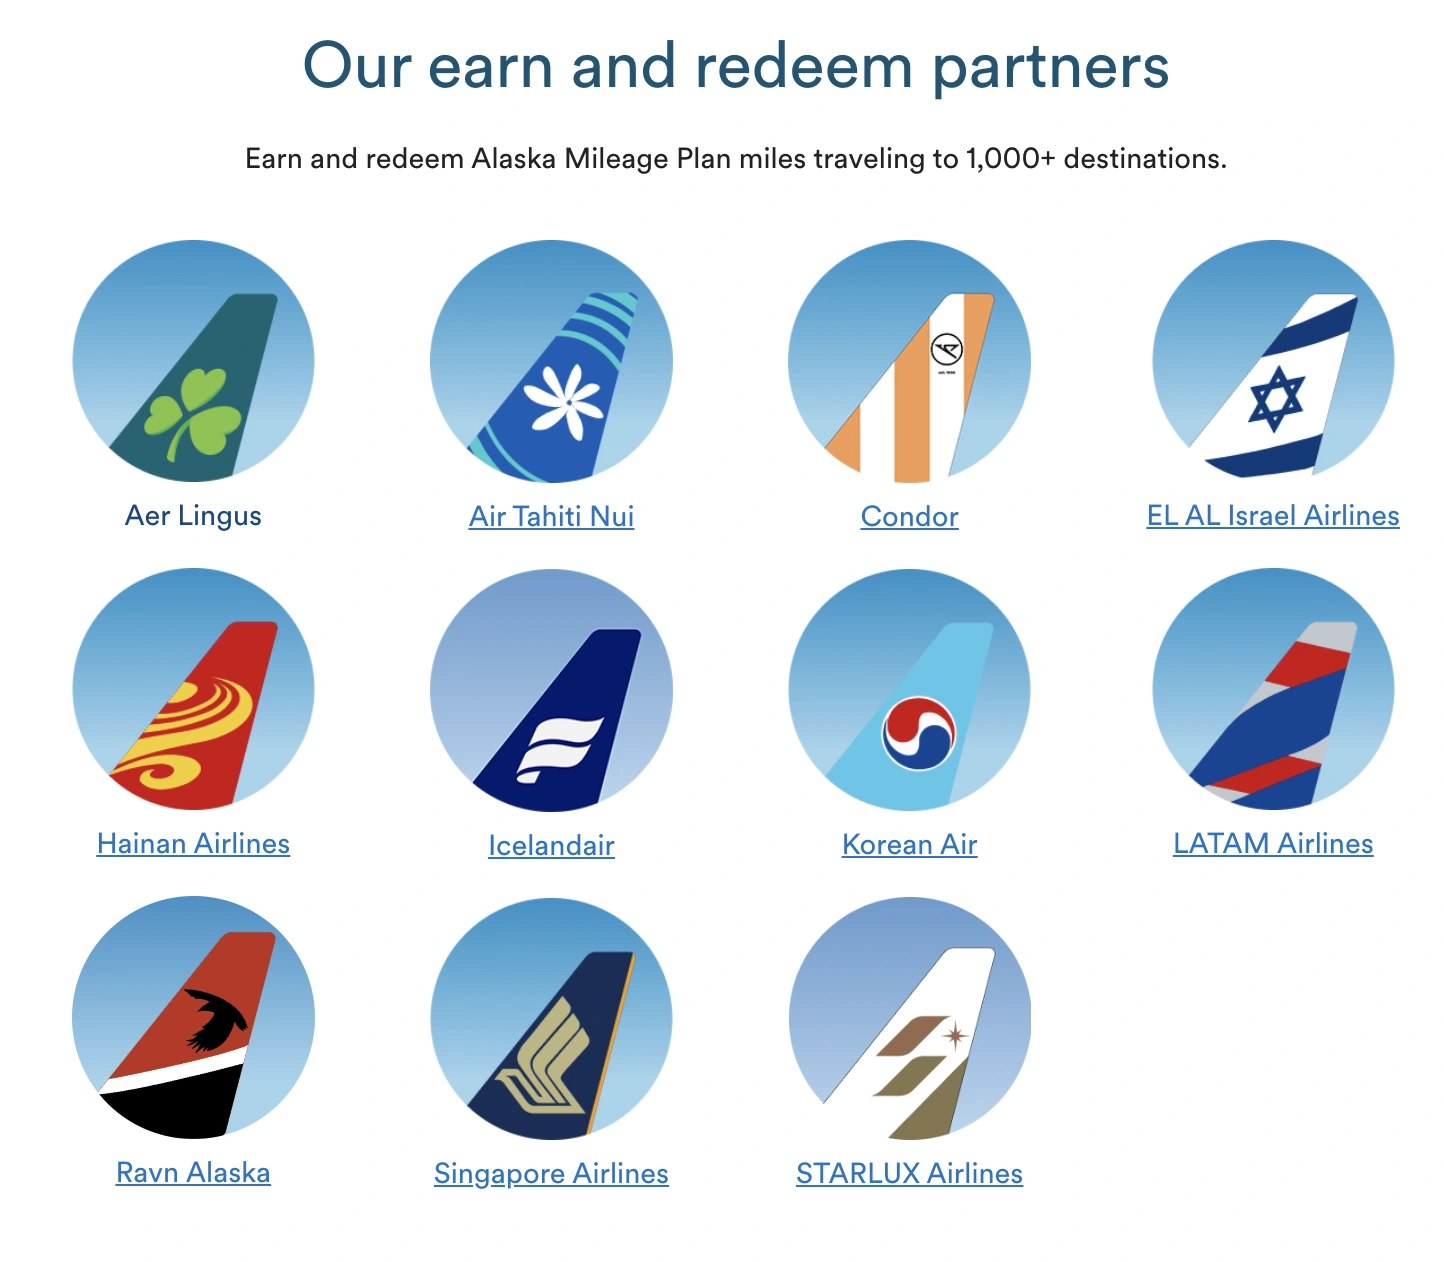 Our earn and redeem partners
Earn and redeem Alaska Mileage Plan miles traveling to 1,000+ destinations.
Aer Lingus
Air Tahiti Nui
Condor
EL AL Israel Airlines
Hainan Airlines
Icelandair
Korean Air
LATAM Airlines
Ravn Alaska
Singapore Airlines
STARLUX Airlines